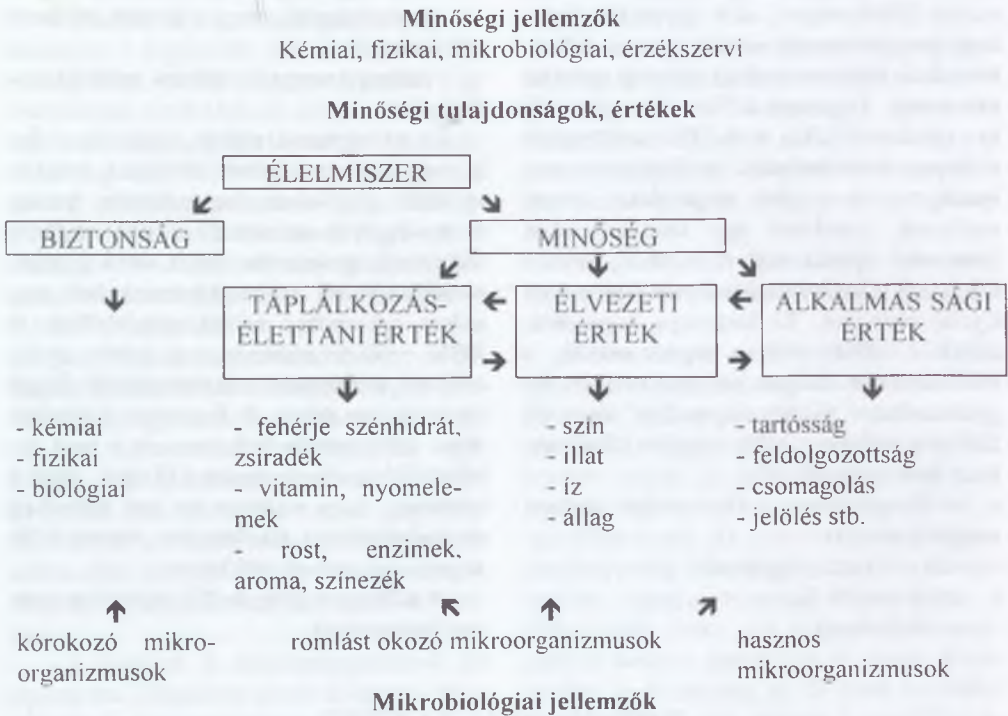 Minőségi jellemzők
Kémiai, fizikai, mikrobiológiai, érzékszervi
Minőségi tulajdonságok, értékek
ÉLELMISZER
BIZTONSÁG
MINŐSÉG
TÁPLÁLKOZÁS-
ÉLETTANI ÉRTÉK
ÉLVEZETI
ÉRTÉK
ALKALMAS SÁGI
ÉRTÉK
- kémiai
- fizikai
- biológiai
- fehérje szénhidrát,
zsiradék
- vitamin, nyomele-
mek
- rost, enzimek,
aroma, színezék
- szín
- illat
- íz
- állag
- tartósság
- feldolgozottság
- csomagolás
- jelölés stb.
kórokozó mikro-
organizmusok
romlást okozó mikroorganizmusok
hasznos
mikroorganizmusok
Mikrobiológiai jellemzők